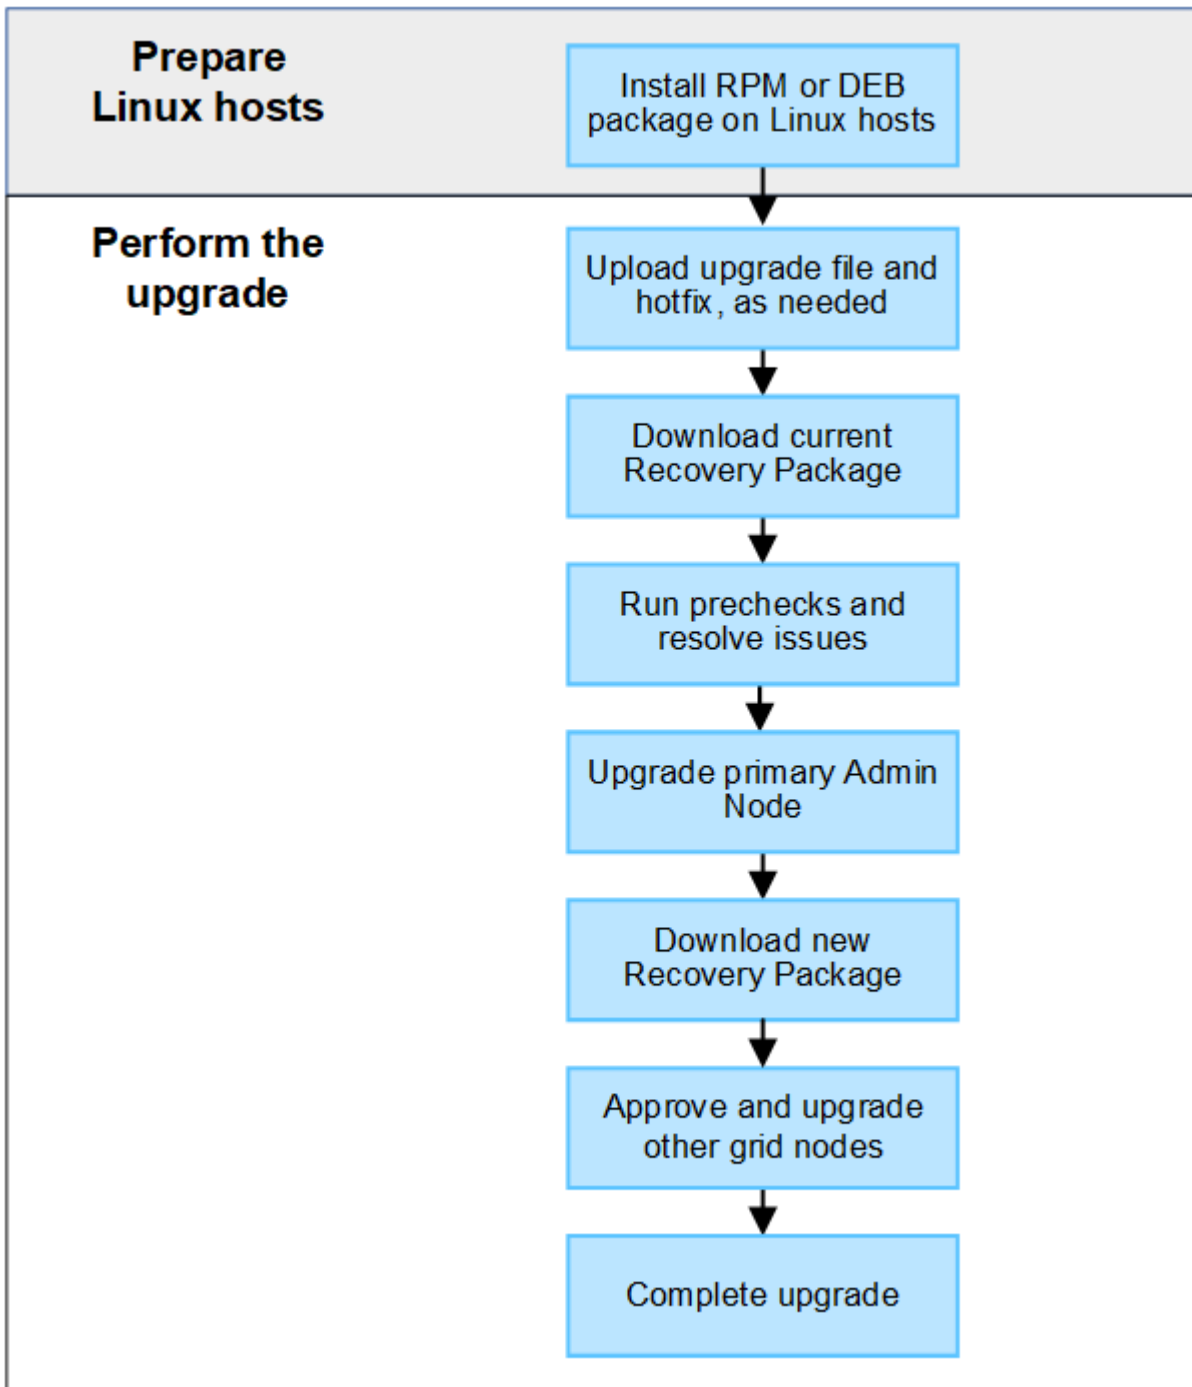 Prepare
Linux hosts
Install RPM or DEB
package on Linux hosts
Perform the
upgrade
Upload upgrade file and
hotfix, as needed
Download current
Recovery Package
Run prechecks and
resolve issues
Upgrade primary Admin
Node
Download new
Recovery Package
Approve and upgrade
other grid nodes
Complete upgrade